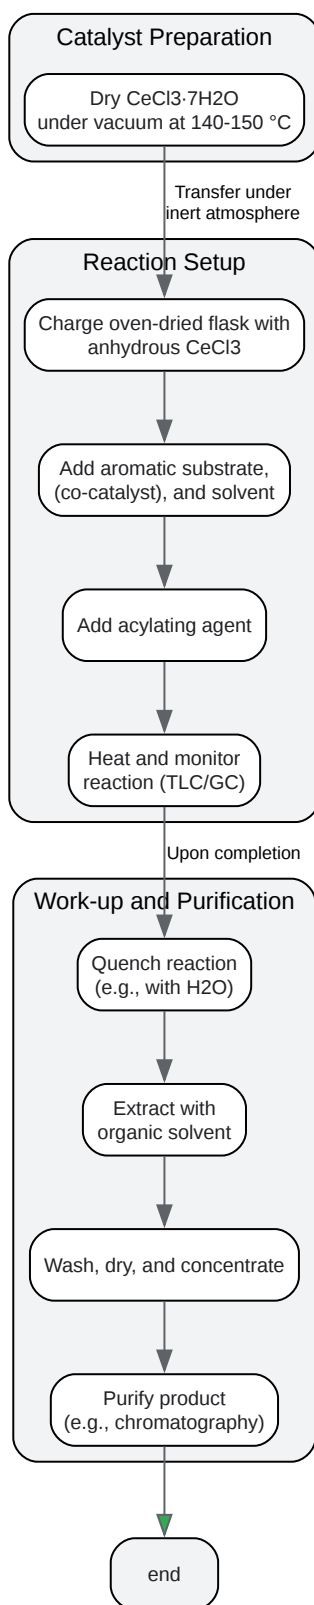 Catalyst Preparation
Dry CeCl3·7H2O
under vacuum at 140-150 °C
Transfer under
inert atmosphere
Reaction Setup
Charge oven-dried flask with
anhydrous CeCl3
Add aromatic substrate,
(co-catalyst), and solvent
Add acylating agent
Heat and monitor
reaction (TLC/GC)
Upon completion
Work-up and Purification
Quench reaction
(e.g., with H2O)
Extract with
organic solvent
Wash, dry, and concentrate
Purify product
(e.g., chromatography)
end